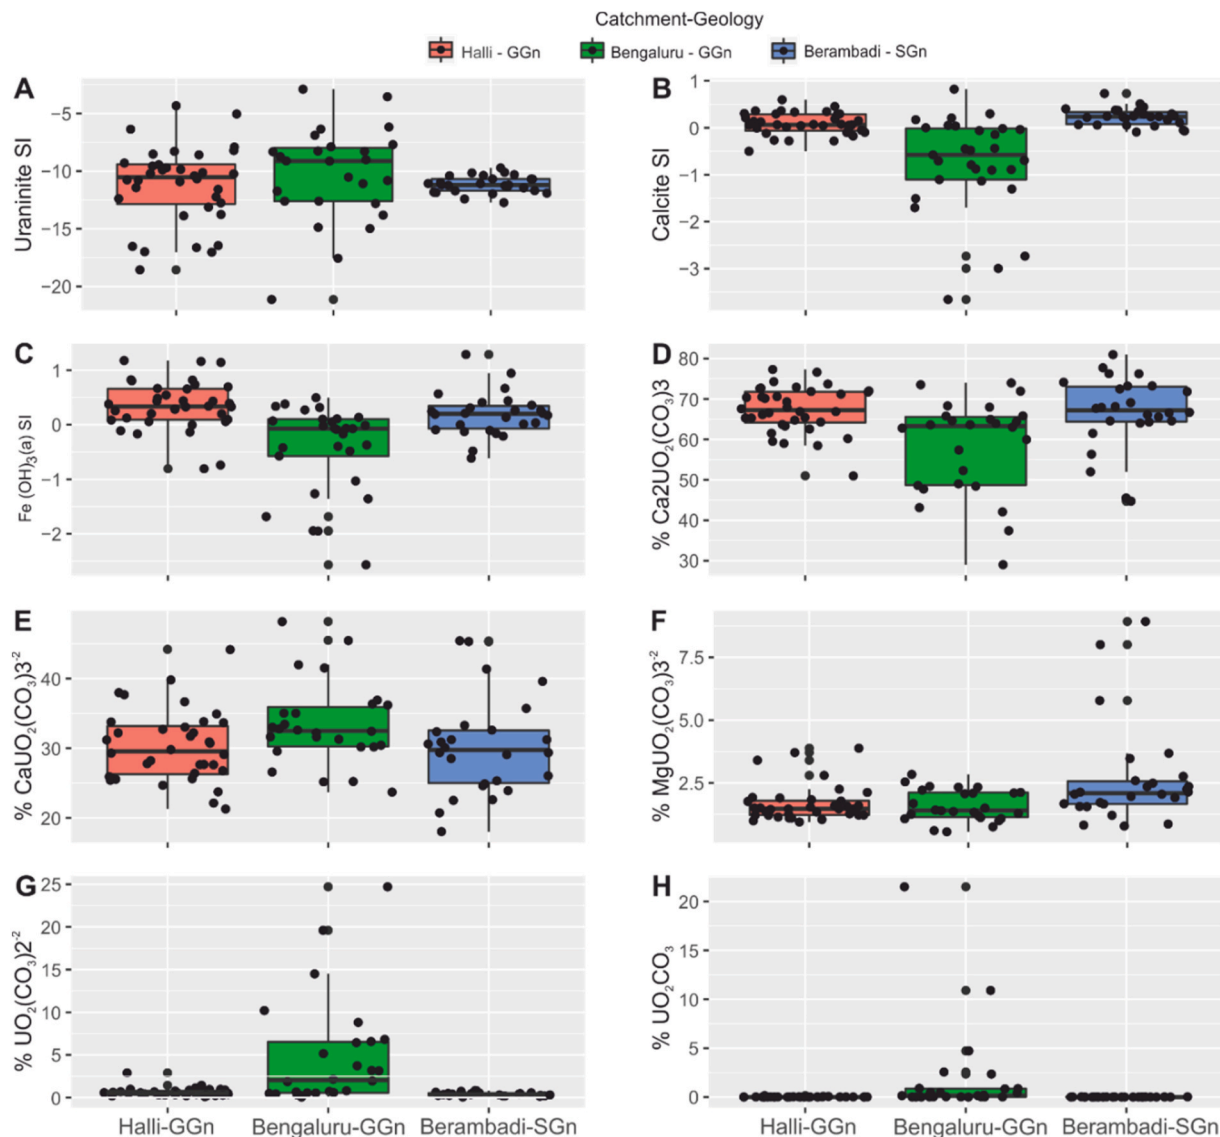 Catchment-Geology
Halli - GGn Bengaluru - GGn Berambadi - SGn
A
Uraninite SI
−5
−10
−15
−20
B
Calcite SI
1
0
−1
−2
−3
C
Fe (OH)3(a) SI
1
0
−1
−2
D
% Ca2UO2(CO3)3
80
70
60
50
40
30
E
% CaUO2(CO3)3-2
40
30
20
F
% MgUO2(CO3)3-2
7.5
5.0
2.5
G
% UO2(CO3)2-2
25
20
15
10
5
0
H
% UO2CO3
20
15
10
5
0
Halli-GGn Bengaluru-GGn Berambadi-SGn
Halli-GGn Bengaluru-GGn Berambadi-SGn